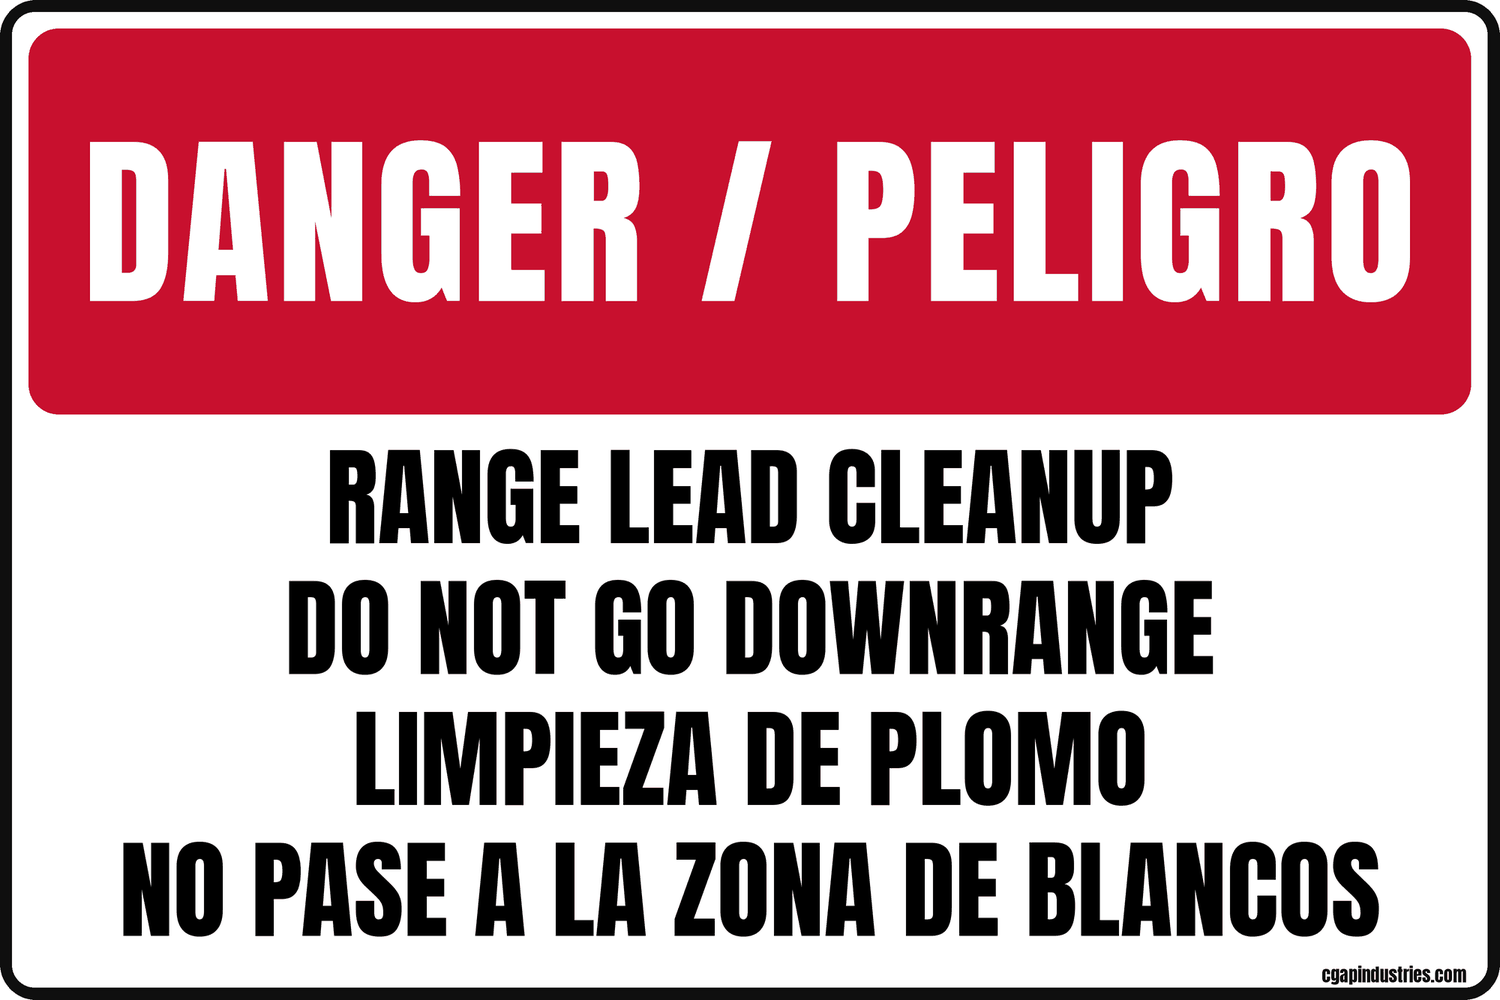 DANGER / PELIGRO
RANGE LEAD CLEANUP
DO NOT GO DOWNRANGE
LIMPIEZA DE PLOMO
NO PASE A LA ZONA DE BLANCOS
cgapindustries.com